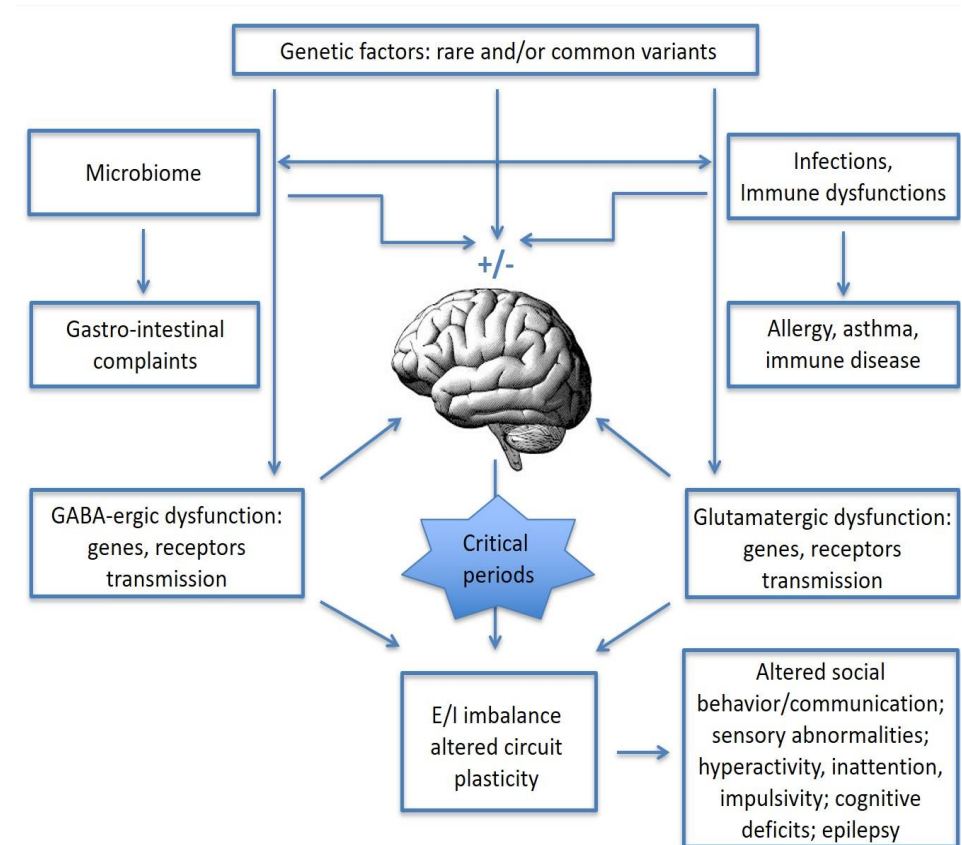 Genetic factors: rare and/or common variants
Microbiome
Infections,
Immune dysfunctions
+/-
Gastro-intestinal
complaints
Allergy, asthma,
immune disease
GABA-ergic dysfunction:
genes, receptors
transmission
Critical
periods
Glutamatergic dysfunction:
genes, receptors
transmission
E/I imbalance
altered circuit
plasticity
Altered social
behavior/communication;
sensory abnormalities;
hyperactivity, inattention,
impulsivity; cognitive
deficits; epilepsy